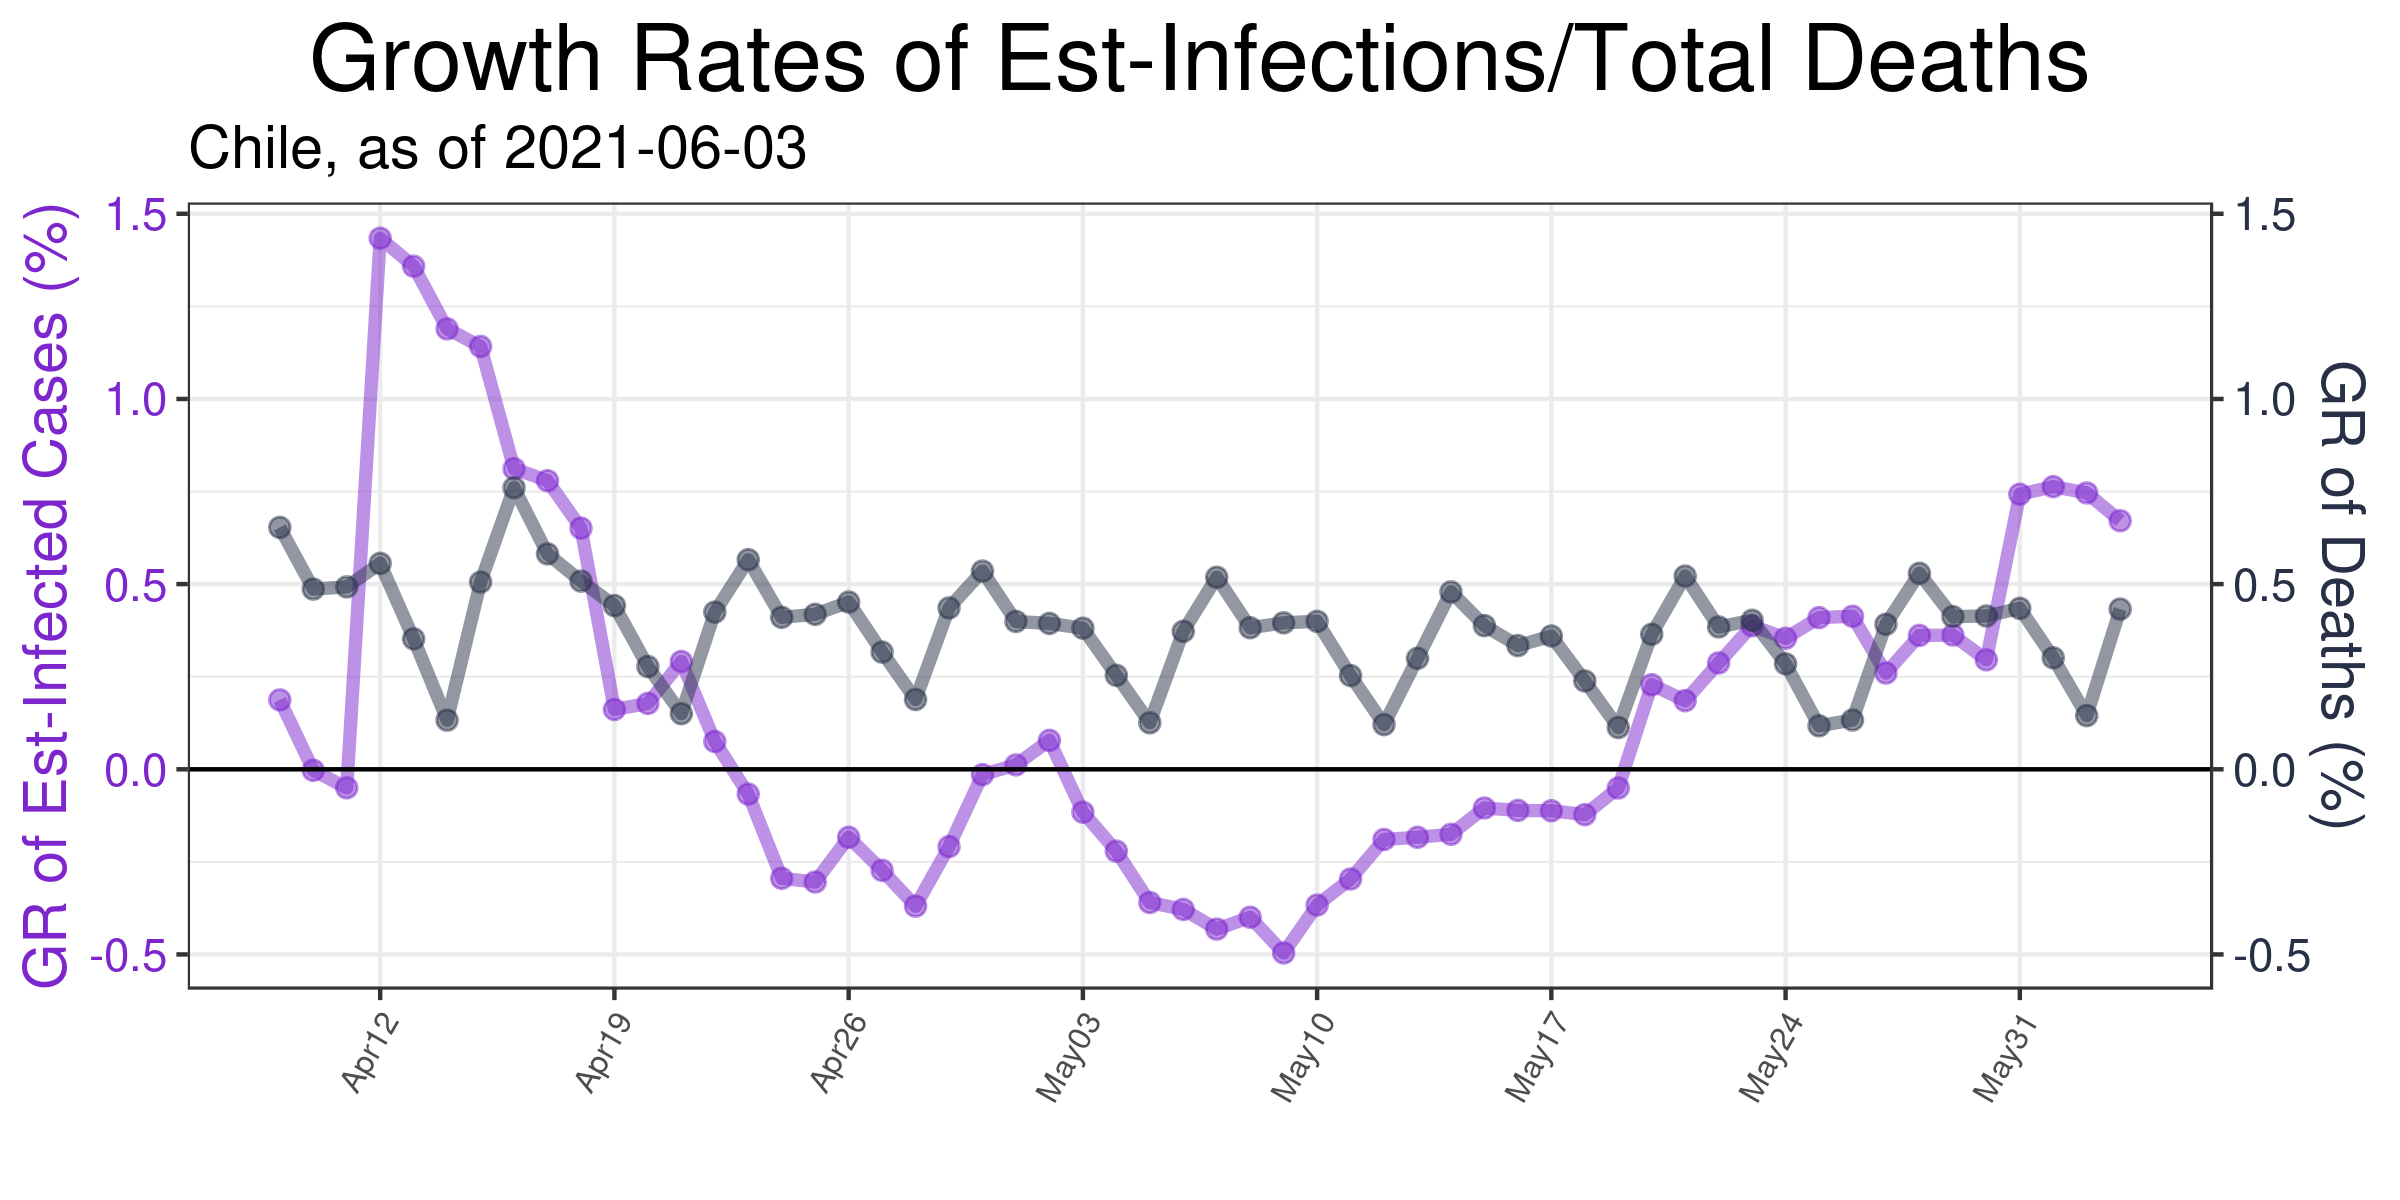 Growth Rates of Est-Infections/Total Deaths
Chile, as of 2021-06-03
GR of Est-Infected Cases (%)
1.5
1.0
0.5
0.0
-0.5
1.5
1.0
0.5
0.0
-0.5
GR of Deaths (%)
Apr12
Apr19
Apr26
May03
May10
May17
May24
May31